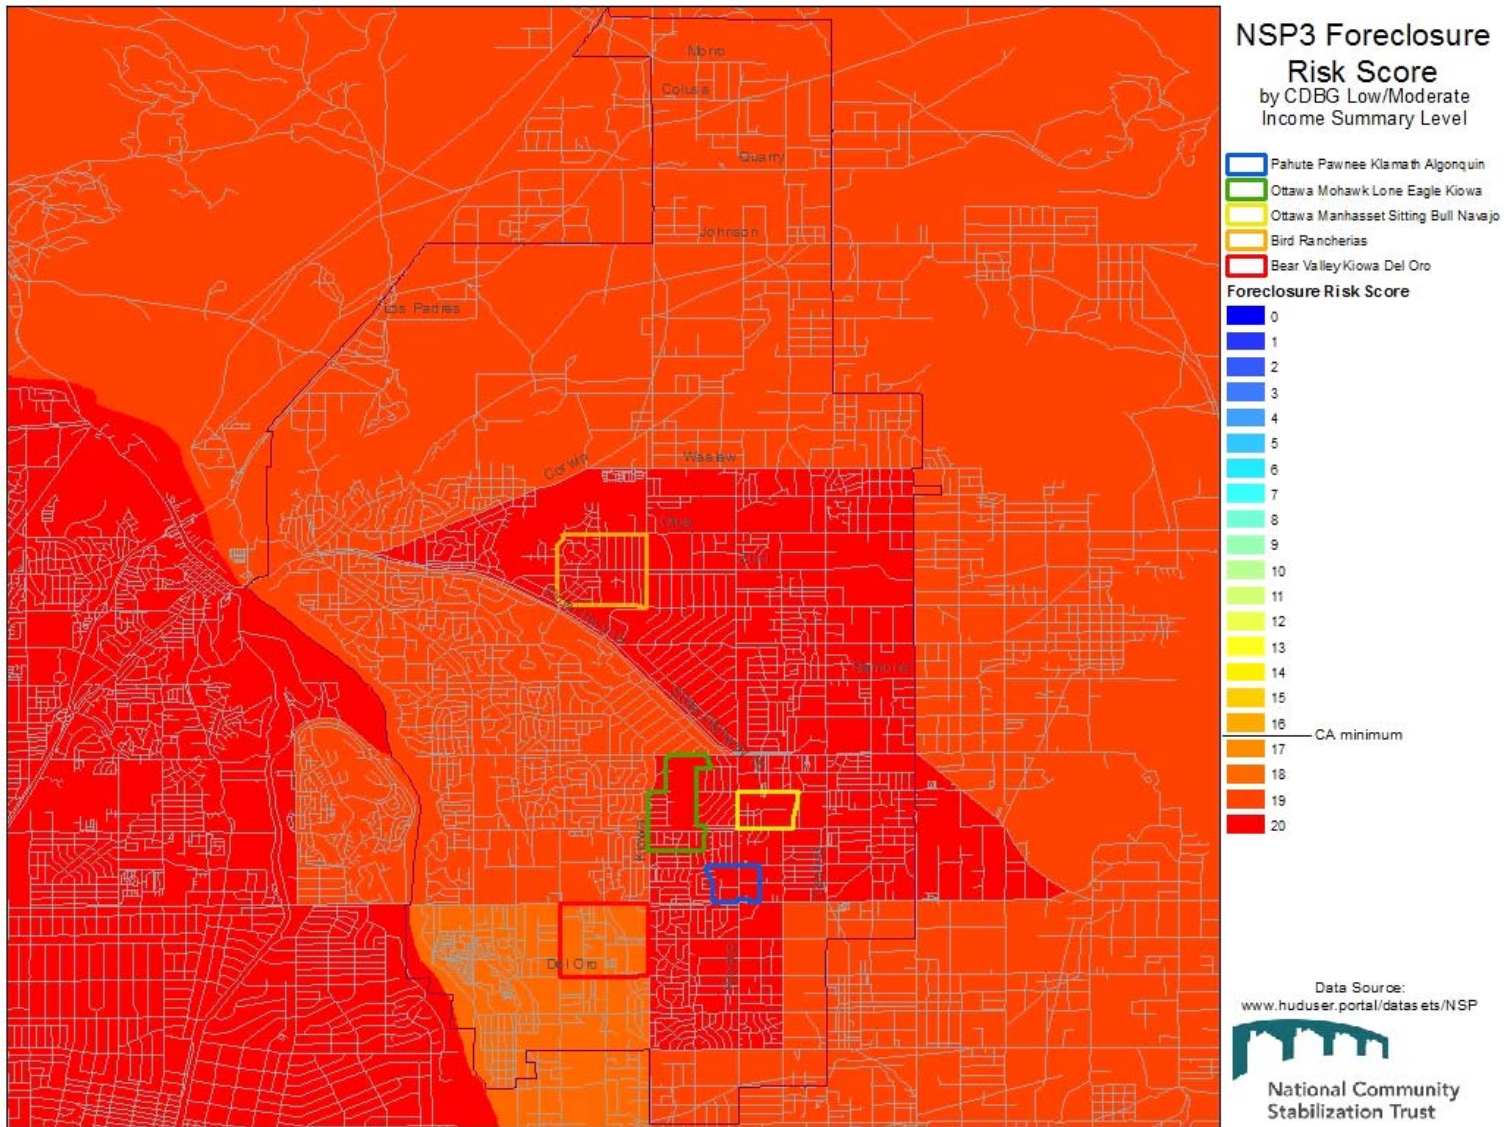 NSP3 Foreclosure
Risk Score
by CDBG Low/Moderate
Income Summary Level
Pahute Pawnee Klamath Algonquin
Ottawa Mohawk Lone Eagle Kiowa
Ottawa Manhasset Sitting Bull Navajo
Bird Rancherias
Bear Valley Kiowa Del Oro
Foreclosure Risk Score
0
1
2
3
4
5
6
7
8
9
10
11
12
13
14
15
16
CA minimum
17
18
19
20
Data Source:
www.huduser.portal/datasets/NSP
National Community
Stabilization Trust
Morro
Colusa
Quarry
Johnson
Los Padres
Corwin
Waalew
Otoe
Ramona
Kiowa
Del Oro